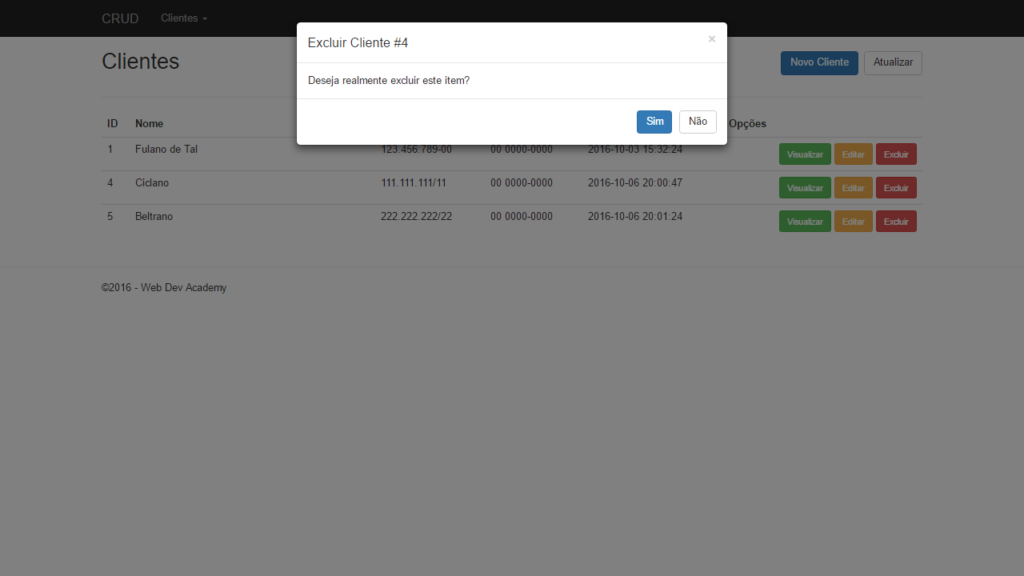 CRUD Clientes
Excluir Cliente #4 ×
Clientes
Novo Cliente Atualizar
Deseja realmente excluir este item?
Sim Não
ID Nome Opções
1 Fulano de Tal 123.456.789-00 00 0000-0000 2016-10-03 15:32:24 Visualizar Editar Excluir
4 Ciclano 111.111.111/11 00 0000-0000 2016-10-06 20:00:47 Visualizar Editar Excluir
5 Beltrano 222.222.222/22 00 0000-0000 2016-10-06 20:01:24 Visualizar Editar Excluir
©2016 - Web Dev Academy